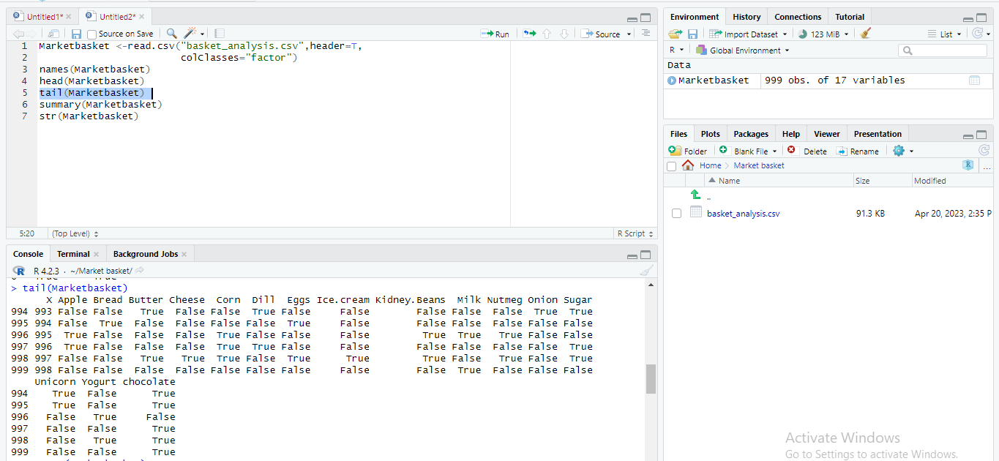 Untitled1* × Untitled2* ×
Source on Save Run Source
1 Marketbasket <-read.csv("basket_analysis.csv",header=T,
2 colClasses="factor")
3 names(Marketbasket)
4 head(Marketbasket)
5 tail(Marketbasket)
6 summary(Marketbasket)
7 str(Marketbasket)
5:20 (Top Level) R Script
Console Terminal × Background Jobs ×
R 4.2.3 · ~/Market basket/
> tail(Marketbasket)
X Apple Bread Butter Cheese Corn Dill Eggs Ice.cream Kidney.Beans Milk Nutmeg Onion Sugar
994 993 False False True False False True False False False False False True True
995 994 False True False False False False True False False False False False False
996 995 True False False False True False False False True True True False False
997 996 True False False False True True False False False False False False True
998 997 False False True True True False True True True False True False True
999 998 False False False False False False False False False True False False False
Unicorn Yogurt chocolate
994 True False True
995 True False True
996 False True False
997 False False True
998 False True True
999 False False True
Environment History Connections Tutorial
Import Dataset 123 MiB List
R Global Environment
Data
Marketbasket 999 obs. of 17 variables
Files Plots Packages Help Viewer Presentation
Folder Blank File Delete Rename
Home Market basket ...
Name Size Modified
..
basket_analysis.csv 91.3 KB Apr 20, 2023, 2:35 P
Activate Windows
Go to Settings to activate Windows.